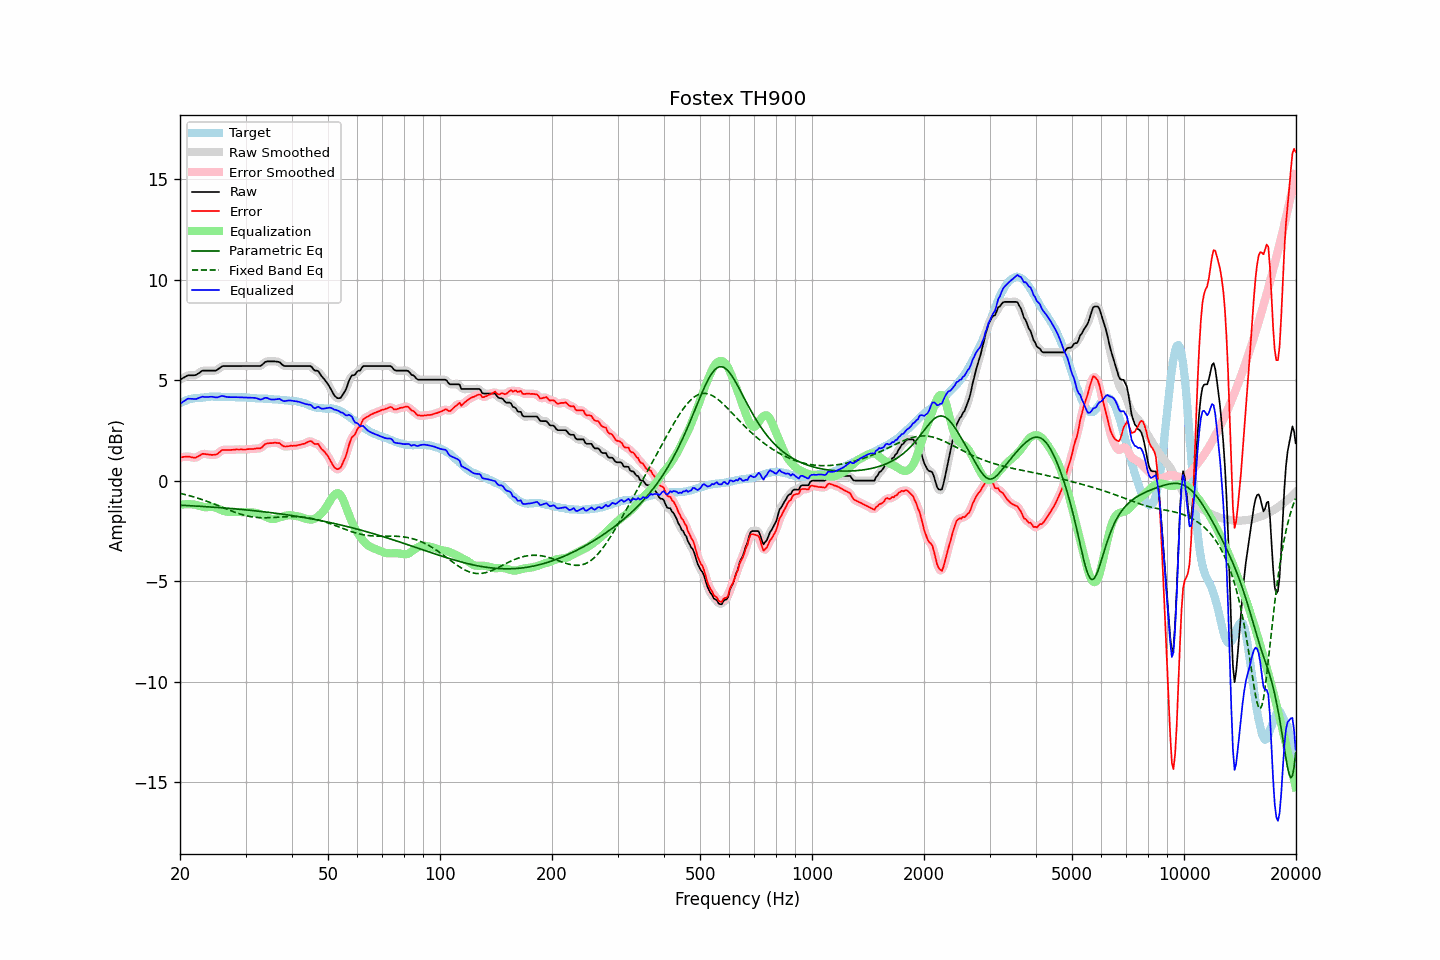 Fostex TH900
Target
Raw Smoothed
Error Smoothed
Raw
Error
Equalization
Parametric Eq
Fixed Band Eq
Equalized
Amplitude (dBr)
15
10
5
0
−5
−10
−15
20 50 100 200 500 1000 2000 5000 10000 20000
Frequency (Hz)